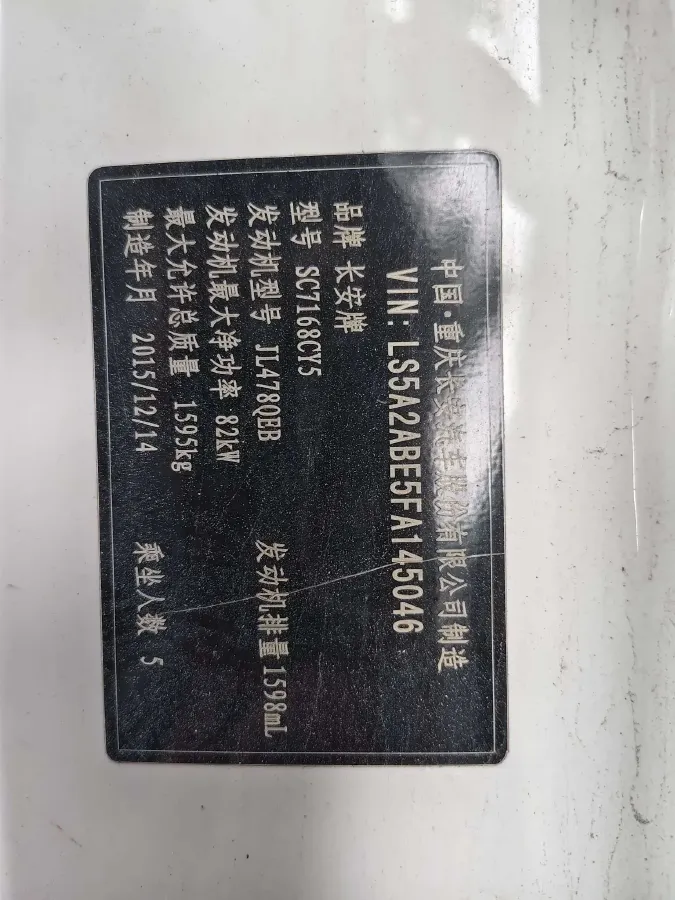 中国·重庆长安汽车股份有限公司制造
VIN: LS5A2ABE5FA145046
品牌 长安牌
型号 SC7168CY5
发动机型号 JL478QEB 发动机排量 1598mL
发动机最大净功率 82kW
最大允许总质量 1595kg
制造年月 2015/12/14 乘坐人数 5